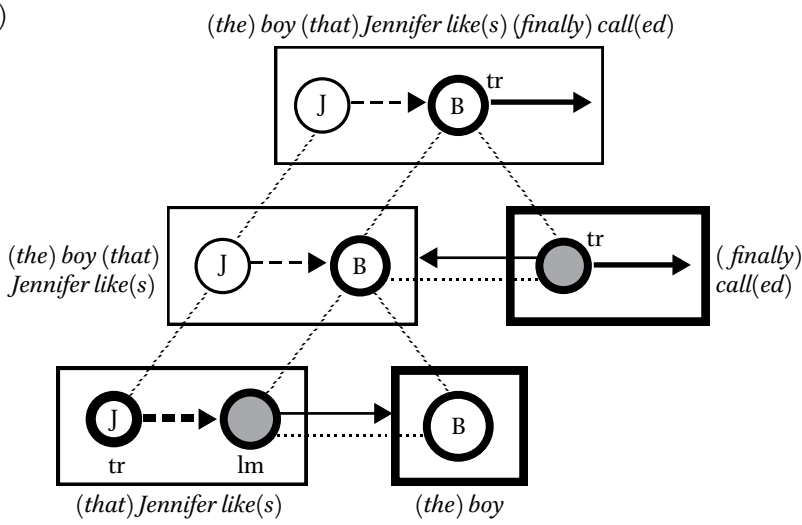 )
(the) boy (that) Jennifer like(s) (finally) call(ed)
J B tr
(the) boy (that)
Jennifer like(s)
J B tr
(finally)
call(ed)
J B
tr lm
(that) Jennifer like(s) (the) boy